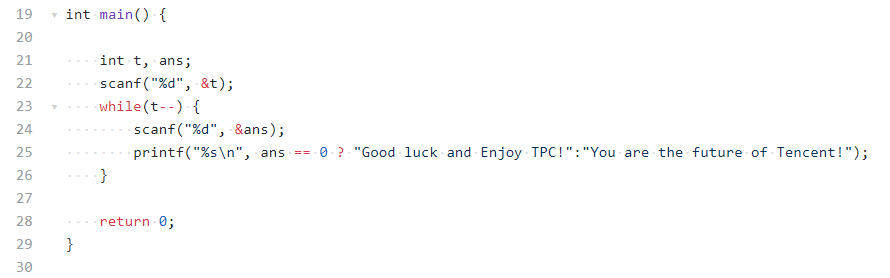 19 int main() {
20
21 int t, ans;
22 scanf("%d", &t);
23 while(t--) {
24 scanf("%d", &ans);
25 printf("%s\n", ans == 0 ? "Good luck and Enjoy TPC!":"You are the future of Tencent!");
26 }
27
28 return 0;
29 }
30